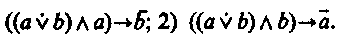 ((a ∨̇ b) ∧ a)→b̄; 2) ((a ∨̇ b) ∧ b)→ā.